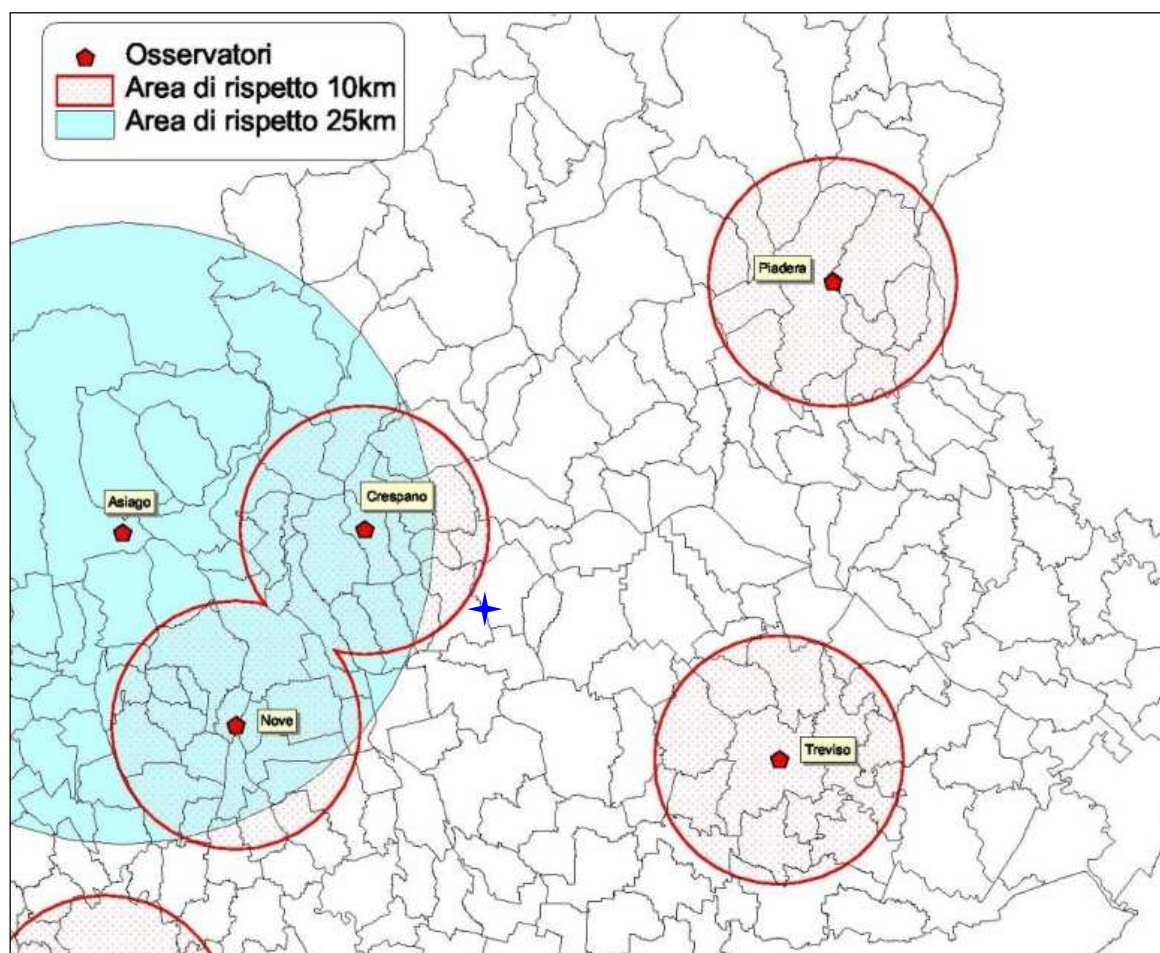 Osservatori
Area di rispetto 10km
Area di rispetto 25km
Piadera
Asiago
Crespano
Nove
Treviso